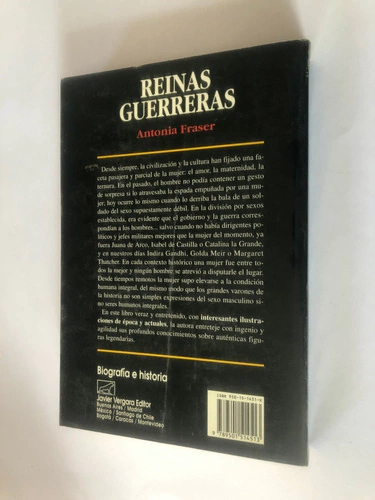 REINAS
GUERRERAS
Antonia Fraser
Desde siempre, la civilización y la cultura han fijado una fa-
ceta pasajera y parcial de la mujer: el amor, la maternidad, la
ternura. En el pasado, el hombre no podía contener un gesto
de sorpresa si lo atravesaba la espada empuñada por una mu-
jer; hoy ocurre lo mismo cuando lo derriba la bala de un sol-
dado del sexo supuestamente débil. En la división por sexos
establecida, era evidente que el gobierno y la guerra corres-
pondían a los hombres... salvo cuando no había dirigentes po-
líticos y jefes militares mejores que la mujer del momento, ya
fuera Juana de Arco, Isabel de Castilla o Catalina la Grande,
y en nuestros días Indira Gandhi, Golda Meir o Margaret
Thatcher. En cada contexto histórico una mujer fue entre to-
dos la mejor y ningún hombre se atrevió a disputarle el lugar.
Desde tiempos remotos la mujer supo elevarse a la condición
humana integral, del mismo modo que los grandes varones de
la historia no son simples expresiones del sexo masculino si-
no seres humanos integrales.
En este libro veraz y entretenido, con interesantes ilustra-
ciones de época y actuales, la autora entreteje con ingenio y
agilidad sus profundos conocimientos sobre auténticas figu-
ras legendarias.
Biografía e historia
Javier Vergara Editor
Buenos Aires / Madrid
México / Santiago de Chile
Bogotá / Caracas / Montevideo
9 789501 514513